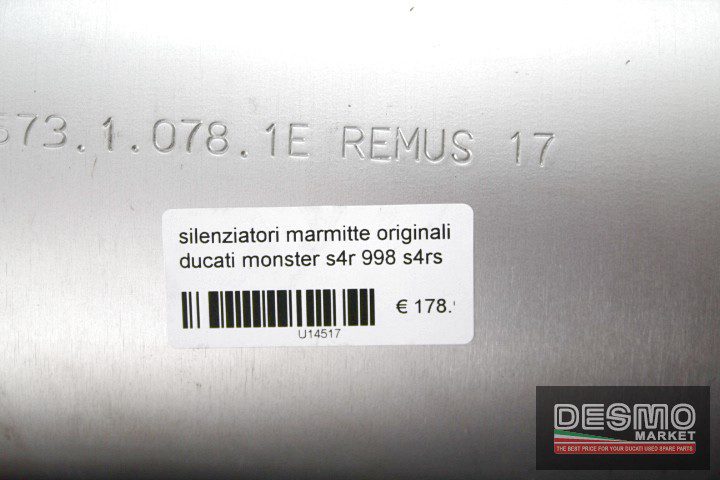 573.1.078.1E REMUS 17
silenziatori marmitte originali
ducati monster s4r 998 s4rs
€ 178.
U14517
DESMO
MARKET
THE BEST PRICE FOR YOUR DUCATI USED SPARE PARTS